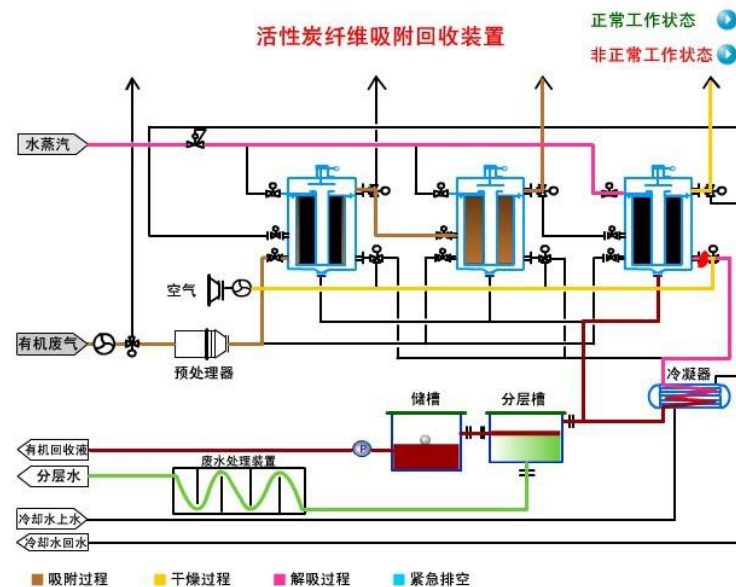 正常工作状态
活性炭纤维吸附回收装置
非正常工作状态
水蒸汽
空气
有机废气
预处理器
冷凝器
储槽
分层槽
有机回收液
P
废水处理装置
分层水
冷却水上水
冷却水回水
吸附过程
干燥过程
解吸过程
紧急排空